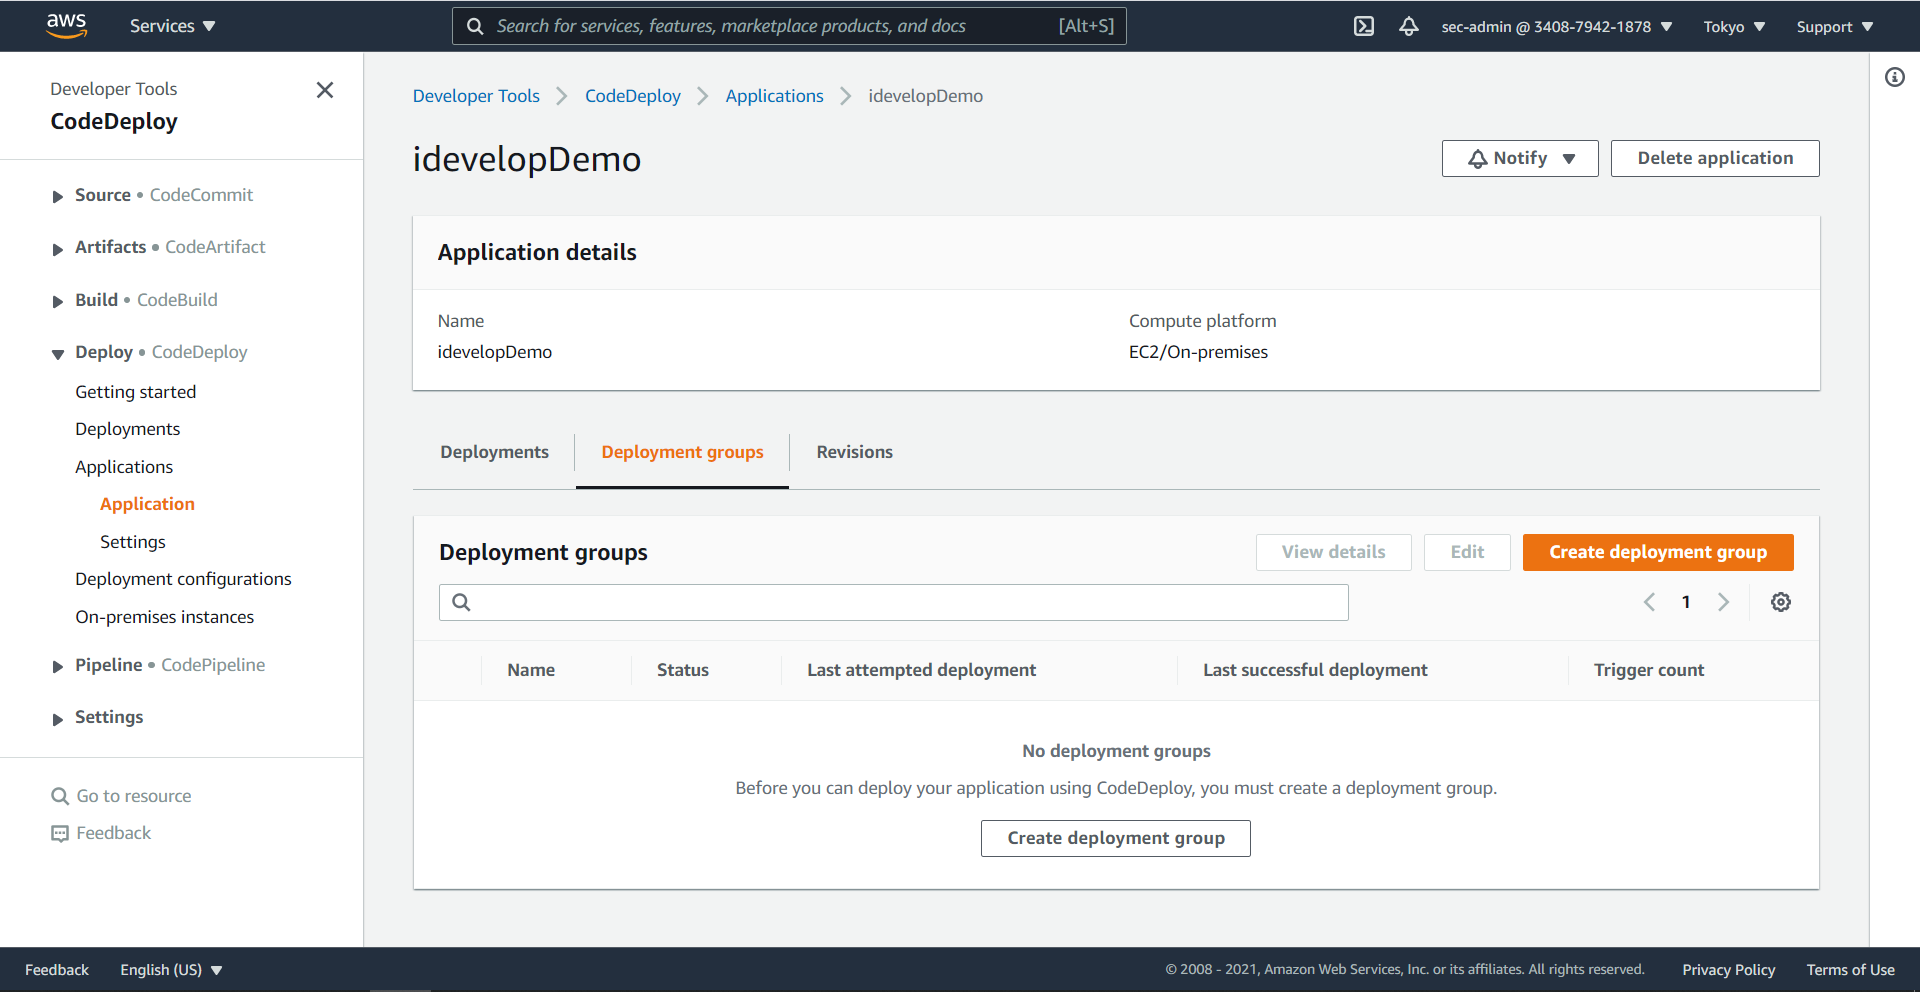 aws
Services
Search for services, features, marketplace products, and docs
[Alt+S]
sec-admin @ 3408-7942-1878
Tokyo
Support
Developer Tools
CodeDeploy
Source • CodeCommit
Artifacts • CodeArtifact
Build • CodeBuild
Deploy • CodeDeploy
Getting started
Deployments
Applications
Application
Settings
Deployment configurations
On-premises instances
Pipeline • CodePipeline
Settings
Go to resource
Feedback
Developer Tools
CodeDeploy
Applications
idevelopDemo
idevelopDemo
Notify
Delete application
Application details
Name
idevelopDemo
Compute platform
EC2/On-premises
Deployments
Deployment groups
Revisions
Deployment groups
View details
Edit
Create deployment group
1
Name
Status
Last attempted deployment
Last successful deployment
Trigger count
No deployment groups
Before you can deploy your application using CodeDeploy, you must create a deployment group.
Create deployment group
Feedback
English (US)
© 2008 - 2021, Amazon Web Services, Inc. or its affiliates. All rights reserved.
Privacy Policy
Terms of Use